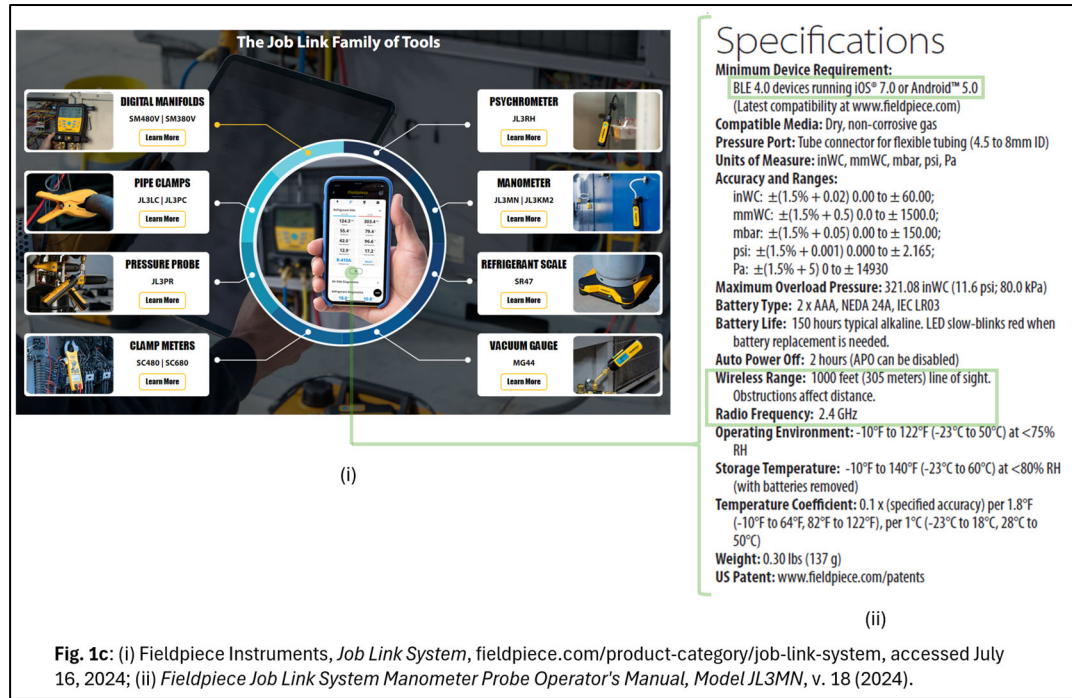 The Job Link Family of Tools
DIGITAL MANIFOLDS
SM480V | SM380V
Learn More
PIPE CLAMPS
JL3LC | JL3PC
Learn More
PRESSURE PROBE
JL3PR
Learn More
CLAMP METERS
SC480 | SC680
Learn More
PSYCHROMETER
JL3RH
Learn More
MANOMETER
JL3MN | JL3KM2
Learn More
REFRIGERANT SCALE
SR47
Learn More
VACUUM GAUGE
MG44
Learn More
Fieldpiece
(i)
Specifications
Minimum Device Requirement:
BLE 4.0 devices running iOS® 7.0 or Android™ 5.0
(Latest compatibility at www.fieldpiece.com)
Compatible Media: Dry, non-corrosive gas
Pressure Port: Tube connector for flexible tubing (4.5 to 8mm ID)
Units of Measure: inWC, mmWC, mbar, psi, Pa
Accuracy and Ranges:
inWC: ±(1.5% + 0.02) 0.00 to ± 60.00;
mmWC: ±(1.5% + 0.5) 0.0 to ± 1500.0;
mbar: ±(1.5% + 0.05) 0.00 to ± 150.00;
psi: ±(1.5% + 0.001) 0.000 to ± 2.165;
Pa: ±(1.5% + 5) 0 to ± 14930
Maximum Overload Pressure: 321.08 inWC (11.6 psi; 80.0 kPa)
Battery Type: 2 x AAA, NEDA 24A, IEC LR03
Battery Life: 150 hours typical alkaline. LED slow-blinks red when
battery replacement is needed.
Auto Power Off: 2 hours (APO can be disabled)
Wireless Range: 1000 feet (305 meters) line of sight.
Obstructions affect distance.
Radio Frequency: 2.4 GHz
Operating Environment: -10°F to 122°F (-23°C to 50°C) at <75%
RH
Storage Temperature: -10°F to 140°F (-23°C to 60°C) at <80% RH
(with batteries removed)
Temperature Coefficient: 0.1 x (specified accuracy) per 1.8°F
(-10°F to 64°F, 82°F to 122°F), per 1°C (-23°C to 18°C, 28°C to
50°C)
Weight: 0.30 lbs (137 g)
US Patent: www.fieldpiece.com/patents
(ii)
Fig. 1c: (i) Fieldpiece Instruments, Job Link System, fieldpiece.com/product-category/job-link-system, accessed July
16, 2024; (ii) Fieldpiece Job Link System Manometer Probe Operator's Manual, Model JL3MN, v. 18 (2024).